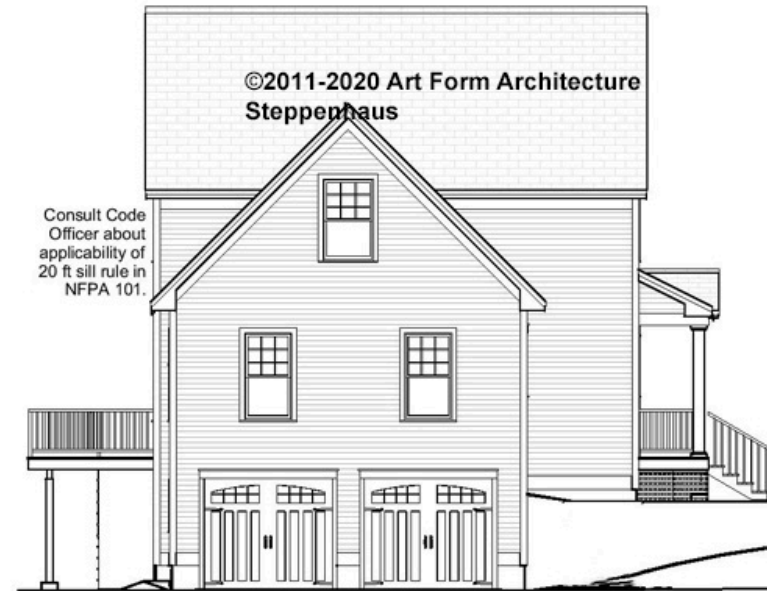 ©2011-2020 Art Form Architecture
Steppenhaus
Consult Code
Officer about
applicability of
20 ft sill rule in
NFPA 101.